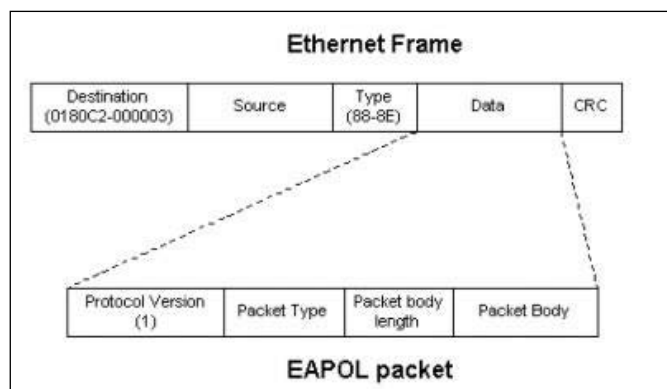 Ethernet Frame
Destination
(0180C2-000003)
Source
Type
(88-8E)
Data
CRC
Protocol Version
(1)
Packet Type
Packet body
length
Packet Body
EAPOL packet